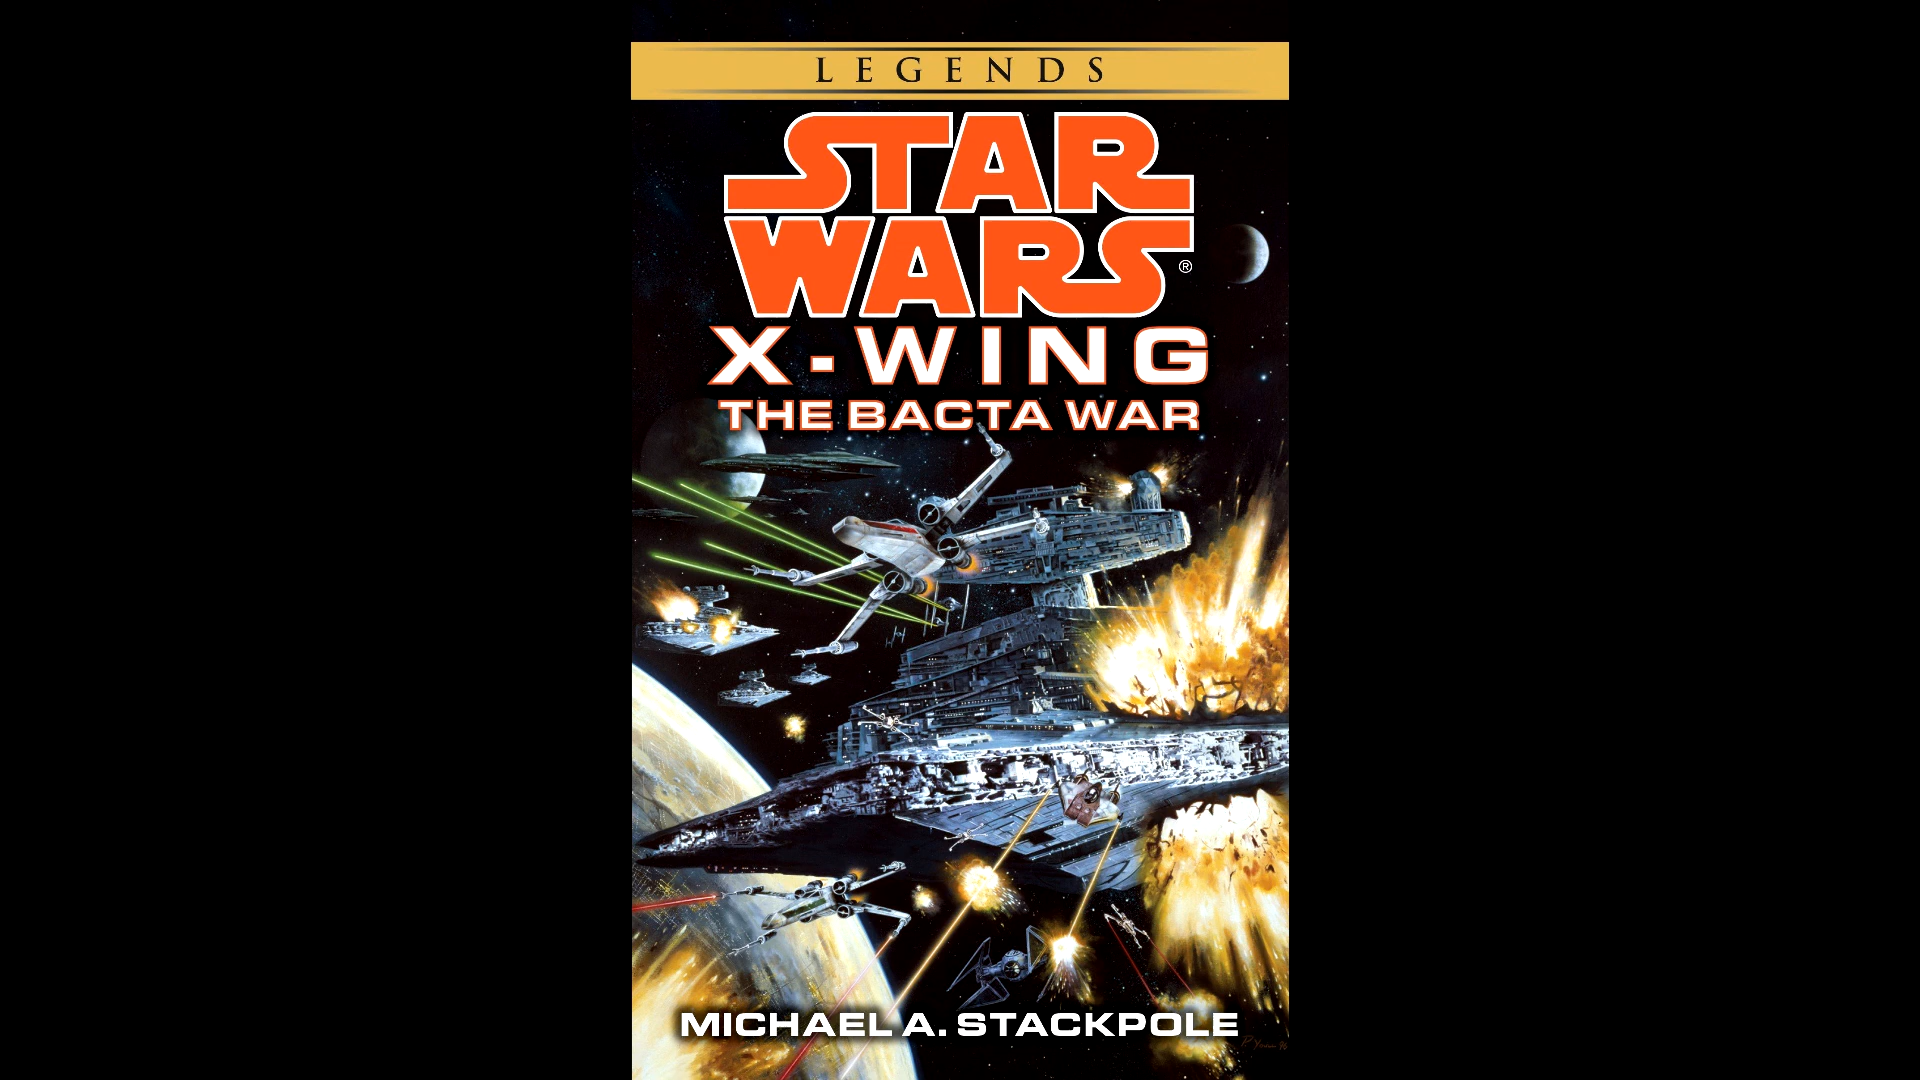 LEGENDS
STAR
WARS®
X-WING
THE BACTA WAR
MICHAEL A. STACKPOLE